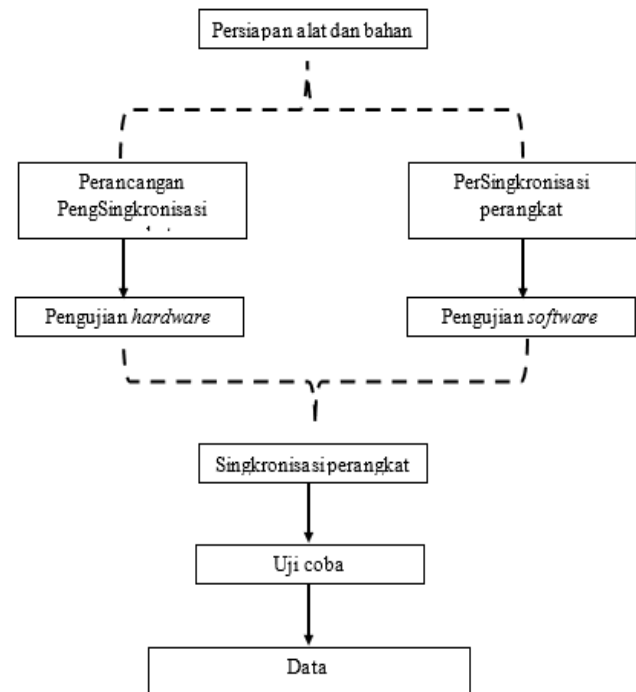 Persiapan alat dan bahan
Perancangan
PengSingkronisasi
PerSingkronisasi
perangkat
Pengujian hardware
Pengujian software
Singkronisasi perangkat
Uji coba
Data